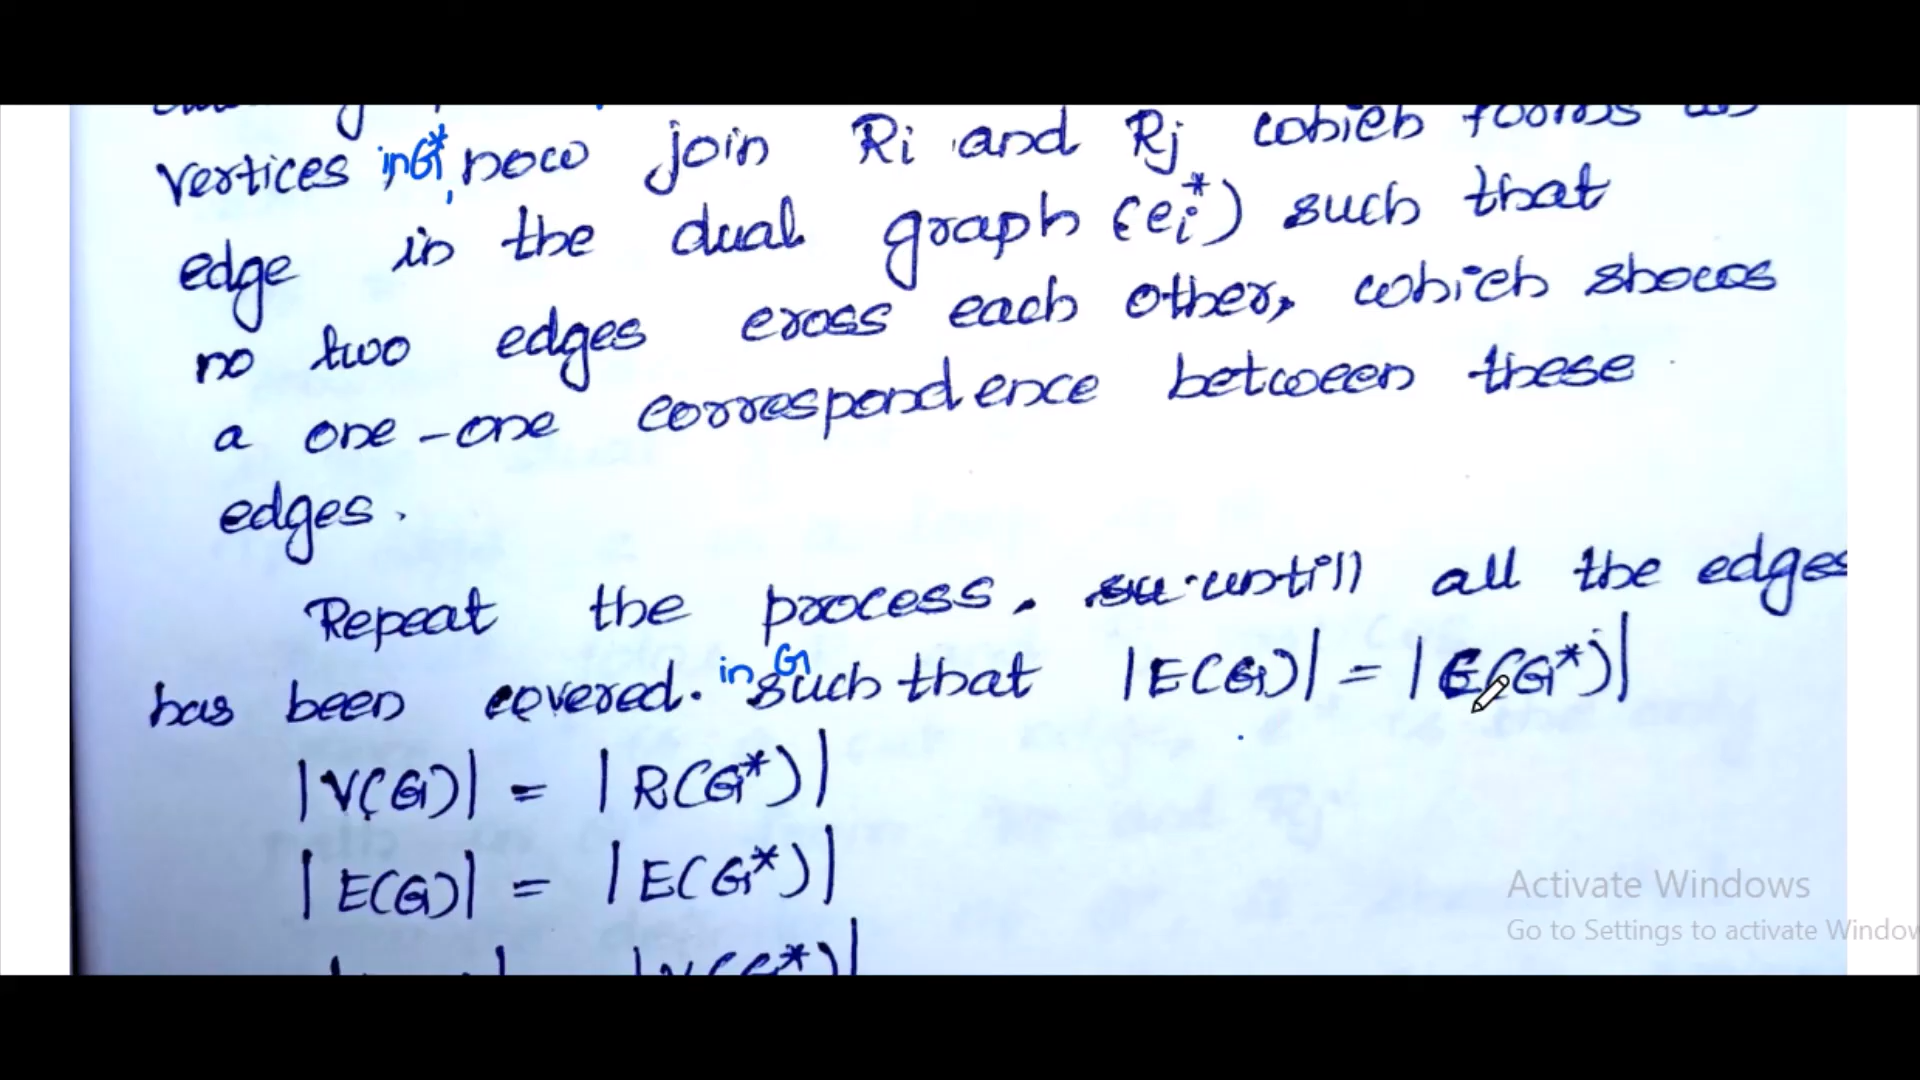 vertices in G*, now join Ri and Rj which forms an
edge in the dual graph (ei*) such that
no two edges cross each other, which shows
a one-one correspondence between these
edges.
Repeat the process. untill all the edges
has been covered. in G such that |E(G)| = |E(G*)|
|V(G)| = |R(G*)|
|E(G)| = |E(G*)|
|V(G*)|
Activate Windows
Go to Settings to activate Window